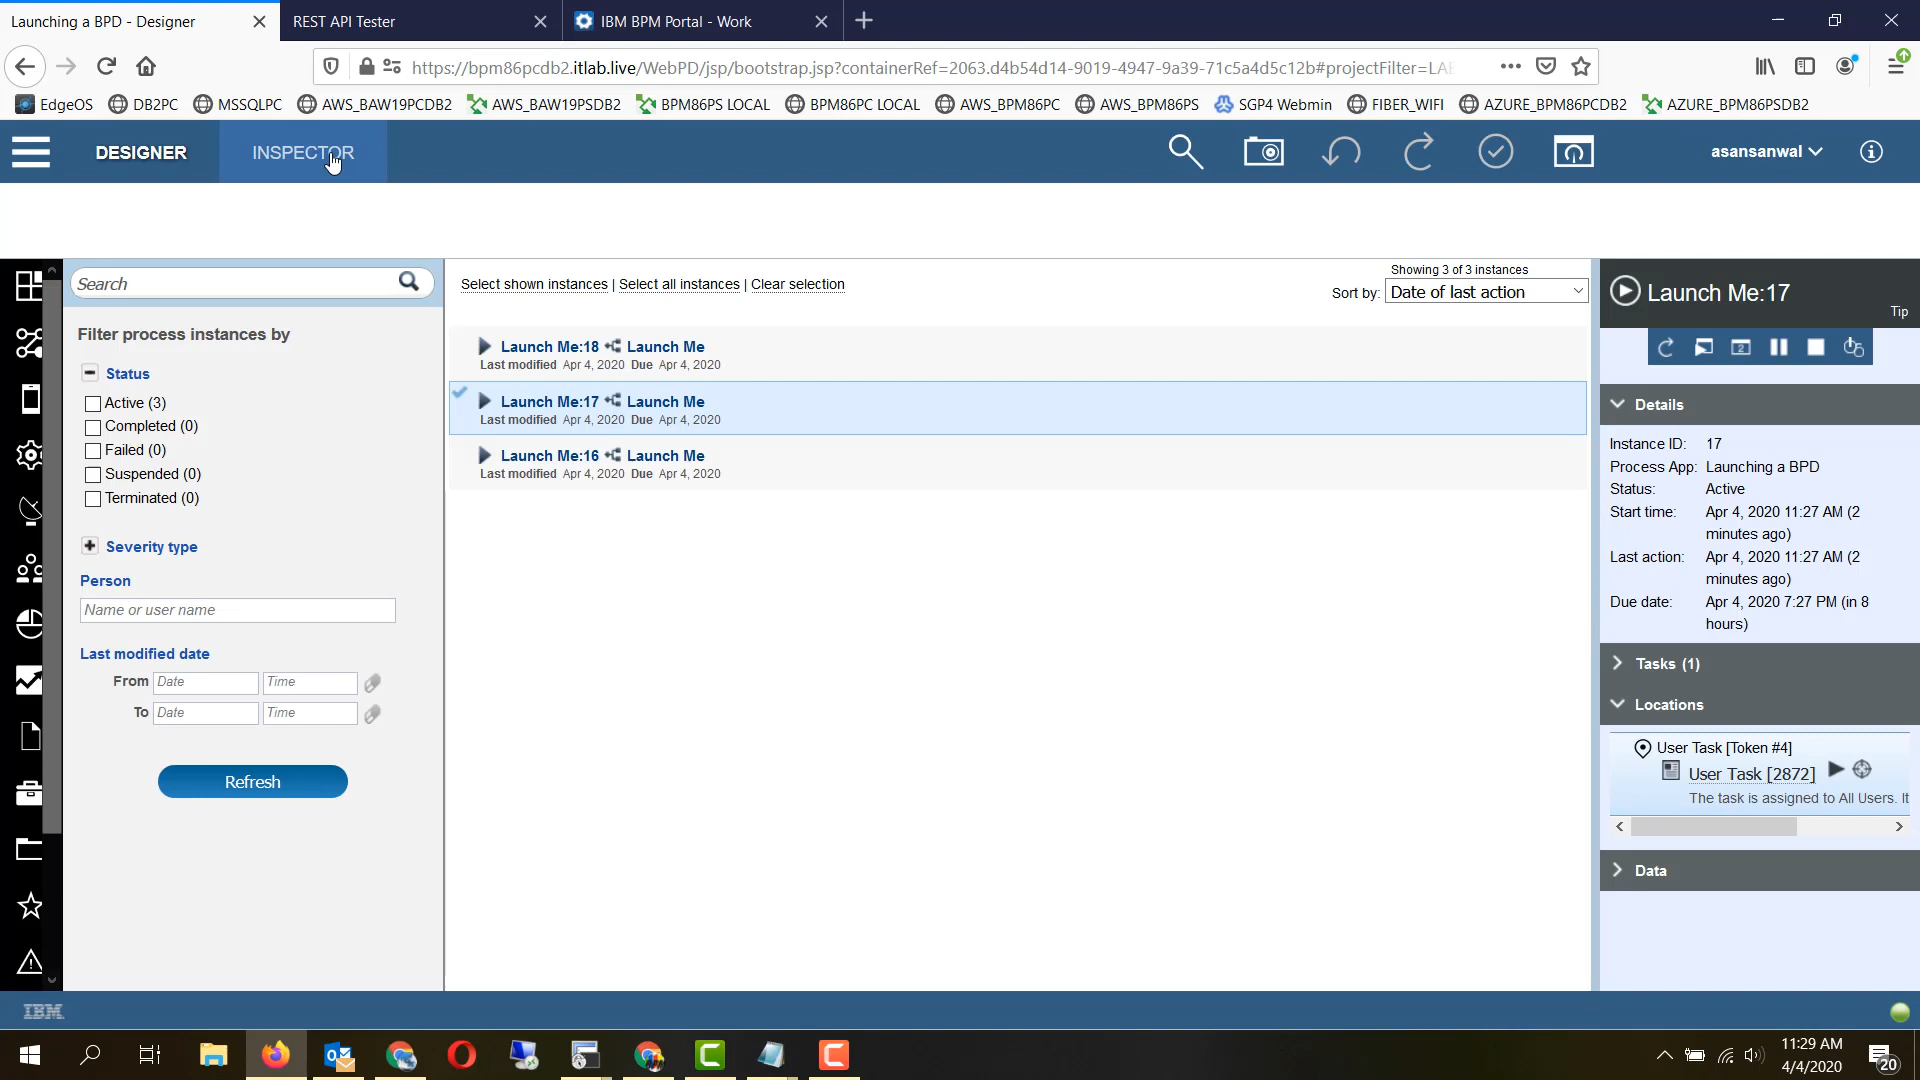 Launching a BPD - Designer
REST API Tester
IBM BPM Portal - Work
https://bpm86pcdb2.itlab.live/WebPD/jsp/bootstrap.jsp?containerRef=2063.d4b54d14-9019-4947-9a39-71c5a4d5c12b#projectFilter=LAB
EdgeOS DB2PC MSSQLPC AWS_BAW19PCDB2 AWS_BAW19PSDB2 BPM86PS LOCAL BPM86PC LOCAL AWS_BPM86PC AWS_BPM86PS SGP4 Webmin FIBER_WIFI AZURE_BPM86PCDB2 AZURE_BPM86PSDB2
DESIGNER INSPECTOR
asansanwal
Search
Filter process instances by
Status
Active (3)
Completed (0)
Failed (0)
Suspended (0)
Terminated (0)
Severity type
Person
Name or user name
Last modified date
From Date Time
To Date Time
Refresh
Select shown instances | Select all instances | Clear selection
Showing 3 of 3 instances
Sort by: Date of last action
Launch Me:18 Launch Me
Last modified Apr 4, 2020 Due Apr 4, 2020
Launch Me:17 Launch Me
Last modified Apr 4, 2020 Due Apr 4, 2020
Launch Me:16 Launch Me
Last modified Apr 4, 2020 Due Apr 4, 2020
Launch Me:17
Tip
Details
Instance ID: 17
Process App: Launching a BPD
Status: Active
Start time: Apr 4, 2020 11:27 AM (2
minutes ago)
Last action: Apr 4, 2020 11:27 AM (2
minutes ago)
Due date: Apr 4, 2020 7:27 PM (in 8
hours)
Tasks (1)
Locations
User Task [Token #4]
User Task [2872]
The task is assigned to All Users. It
Data
IBM
11:29 AM
4/4/2020
20